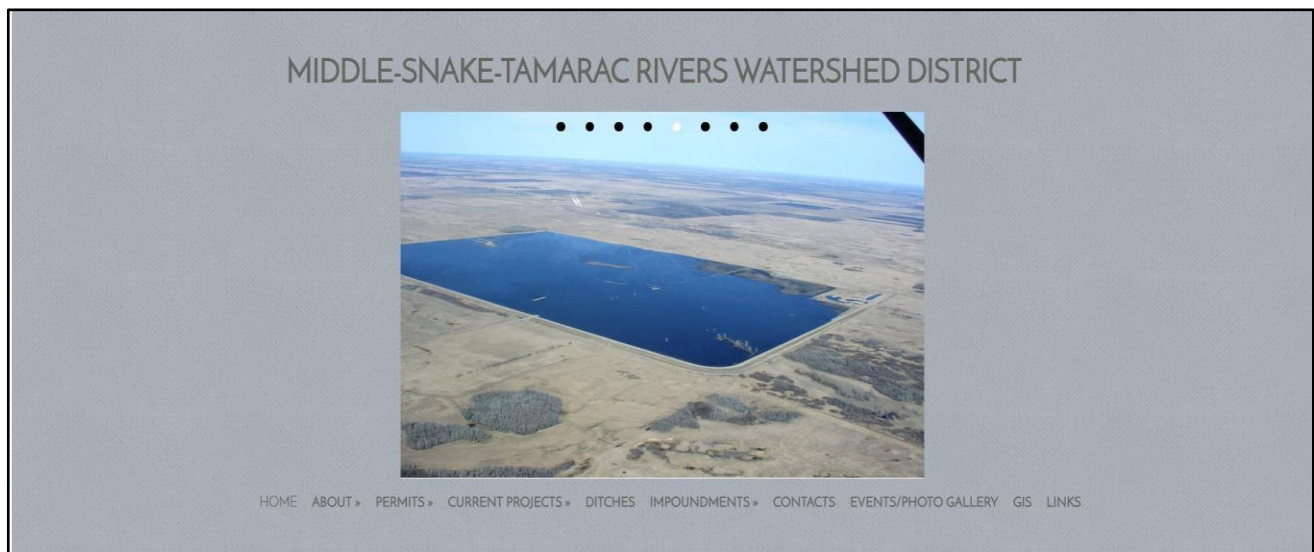 MIDDLE-SNAKE-TAMARAC RIVERS WATERSHED DISTRICT
HOME ABOUT » PERMITS » CURRENT PROJECTS » DITCHES IMPOUNDMENTS » CONTACTS EVENTS/PHOTO GALLERY GIS LINKS